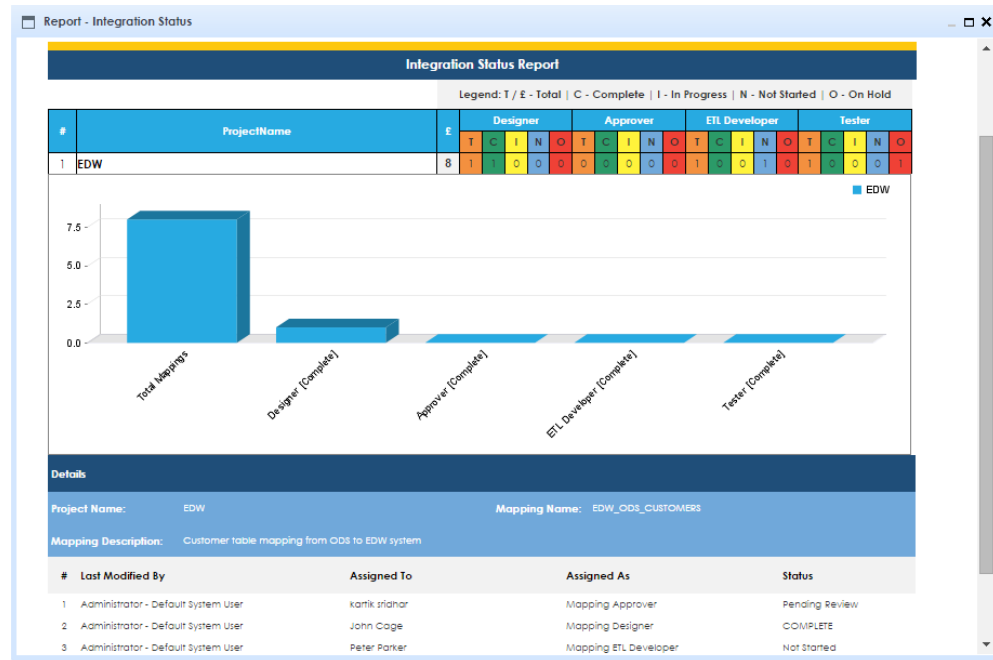 Report - Integration Status
Integration Status Report
Legend: T / £ - Total | C - Complete | I - In Progress | N - Not Started | O - On Hold
# ProjectName £ Designer Approver ETL Developer Tester
T C I N O T C I N O T C I N O T C I N O
1 EDW 8 1 1 0 0 0 0 0 0 0 0 1 0 0 1 0 1 0 0 0 1
EDW
7.5
5.0
2.5
0.0
Total Mappings
Designer [Complete]
Approver [Complete]
ETL Developer [Complete]
Tester [Complete]
Details
Project Name: EDW Mapping Name: EDW_ODS_CUSTOMERS
Mapping Description: Customer table mapping from ODS to EDW system
# Last Modified By Assigned To Assigned As Status
1 Administrator - Default System User kartik sridhar Mapping Approver Pending Review
2 Administrator - Default System User John Cage Mapping Designer COMPLETE
3 Administrator - Default System User Peter Parker Mapping ETL Developer Not Started